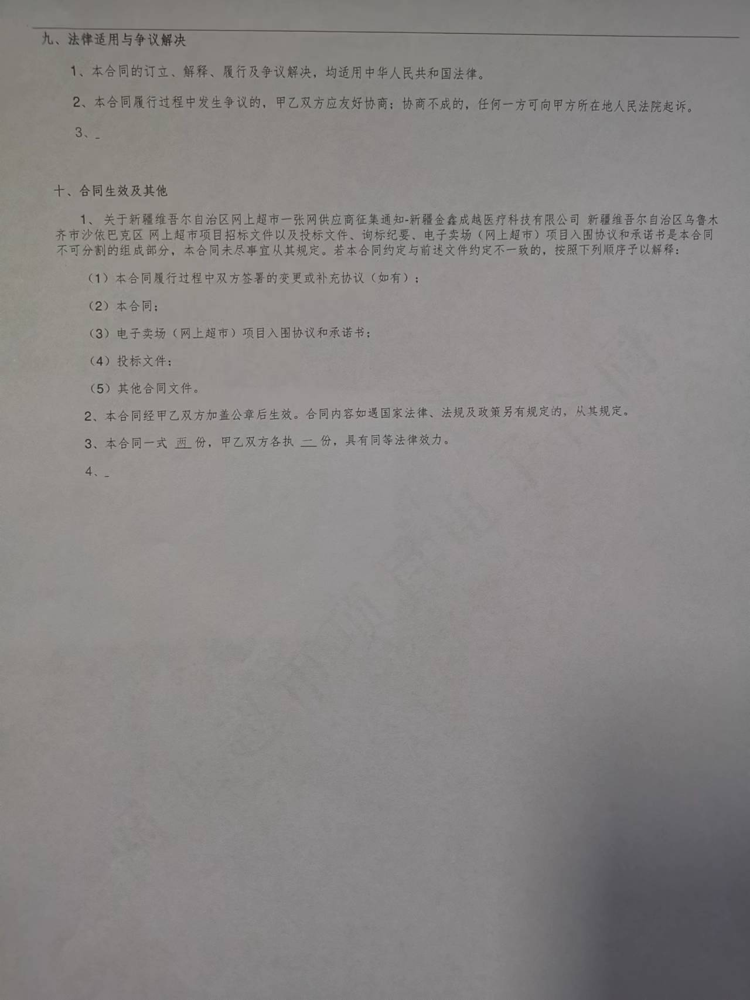 九、法律适用与争议解决
1、本合同的订立、解释、履行及争议解决，均适用中华人民共和国法律。
2、本合同履行过程中发生争议的，甲乙双方应友好协商；协商不成的，任何一方可向甲方所在地人民法院起诉。
3、_
十、合同生效及其他
1、 关于新疆维吾尔自治区网上超市一张网供应商征集通知-新疆金鑫成越医疗科技有限公司 新疆维吾尔自治区乌鲁木
齐市沙依巴克区 网上超市项目招标文件以及投标文件、询标纪要、电子卖场（网上超市）项目入围协议和承诺书是本合同
不可分割的组成部分，本合同未尽事宜从其规定。若本合同约定与前述文件约定不一致的，按照下列顺序予以解释：
（1）本合同履行过程中双方签署的变更或补充协议（如有）；
（2）本合同；
（3）电子卖场（网上超市）项目入围协议和承诺书；
（4）投标文件；
（5）其他合同文件。
2、本合同经甲乙双方加盖公章后生效。合同内容如遇国家法律、法规及政策另有规定的，从其规定。
3、本合同一式 两 份，甲乙双方各执 一 份，具有同等法律效力。
4、_